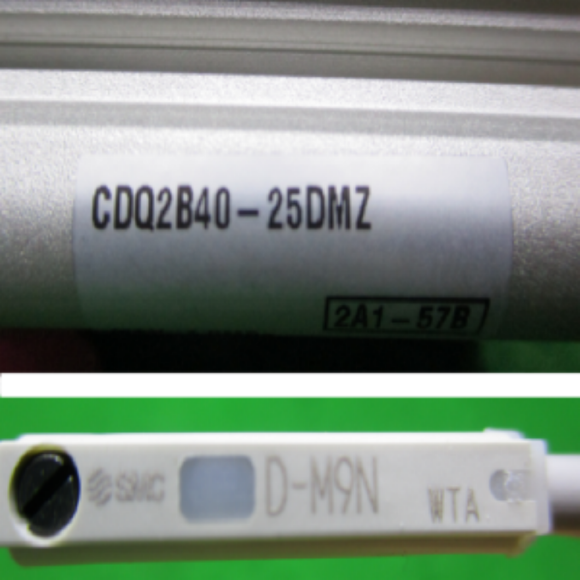 CDQ2B40-25DMZ
2A1-57B
SMC D-M9N WTA